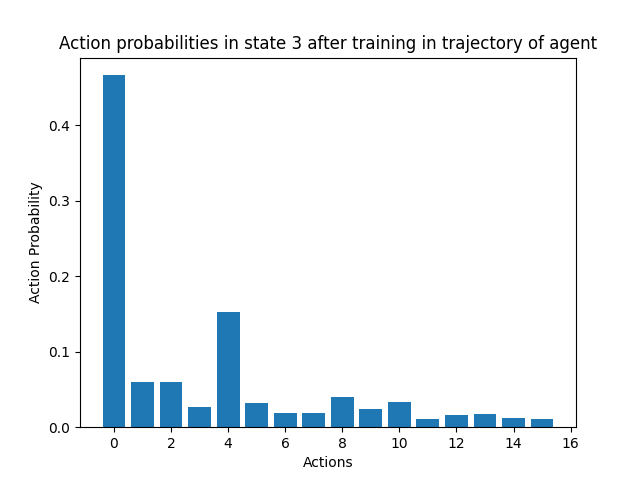 Action probabilities in state 3 after training in trajectory of agent
0.4
0.3
0.2
0.1
0.0
Action Probability
0 2 4 6 8 10 12 14 16
Actions